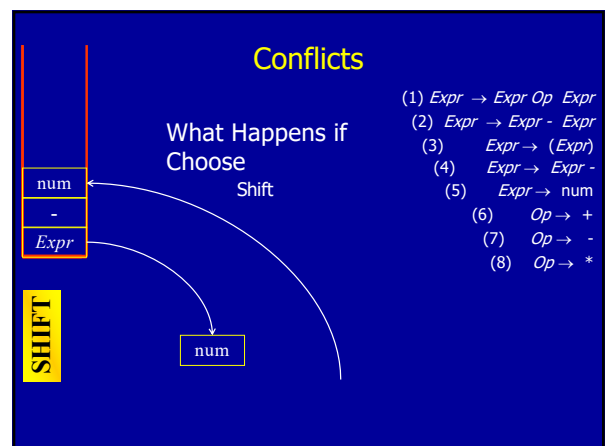 Conflicts
(1) Expr → Expr Op Expr
(2) Expr → Expr - Expr
(3) Expr → (Expr)
(4) Expr → Expr -
(5) Expr → num
(6) Op → +
(7) Op → -
(8) Op → *
What Happens if
Choose
Shift
num
-
Expr
SHIFT
num